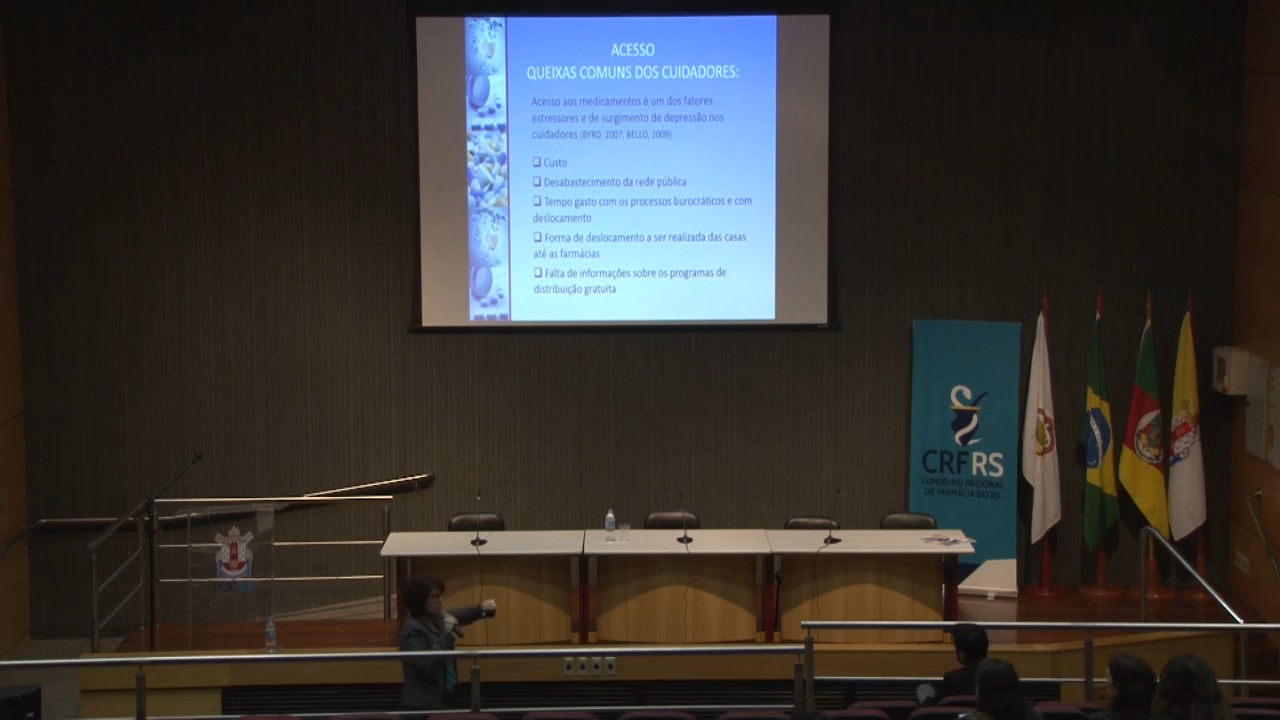 ACESSO
QUEIXAS COMUNS DOS CUIDADORES:
Acesso aos medicamentos é um dos fatores
estressores e de surgimento de depressão nos
cuidadores (BYRD, 2007; BELLO, 2009)
❑ Custo
❑ Desabastecimento da rede pública
❑ Tempo gasto com os processos burocráticos e com
deslocamento
❑ Forma de deslocamento a ser realizada das casas
até as farmácias
❑ Falta de informações sobre os programas de
distribuição gratuita
CRFRS
CONSELHO REGIONAL
DE FARMÁCIA DO RS